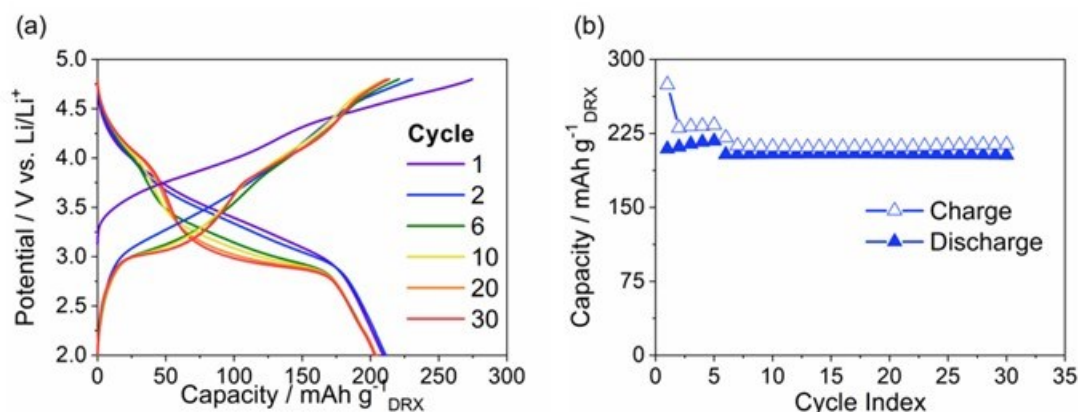 (a)
Potential / V vs. Li/Li+
5.0
4.5
4.0
3.5
3.0
2.5
2.0
Cycle
1
2
6
10
20
30
0 50 100 150 200 250 300
Capacity / mAh g-1DRX
(b)
Capacity / mAh g-1DRX
300
225
150
75
0
Charge
Discharge
0 5 10 15 20 25 30 35
Cycle Index